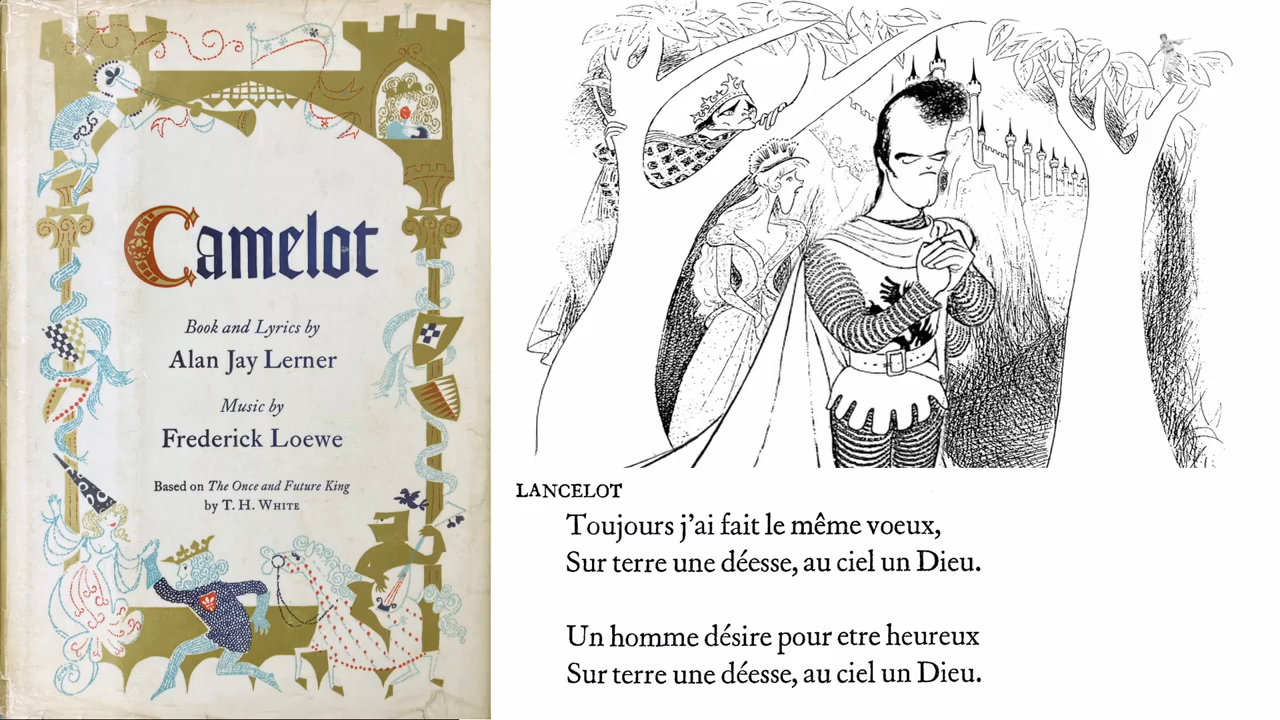 Camelot
Book and Lyrics by
Alan Jay Lerner
Music by
Frederick Loewe
Based on The Once and Future King
by T. H. WHITE
LANCELOT
Toujours j'ai fait le même voeux,
Sur terre une déesse, au ciel un Dieu.
Un homme désire pour etre heureux
Sur terre une déesse, au ciel un Dieu.